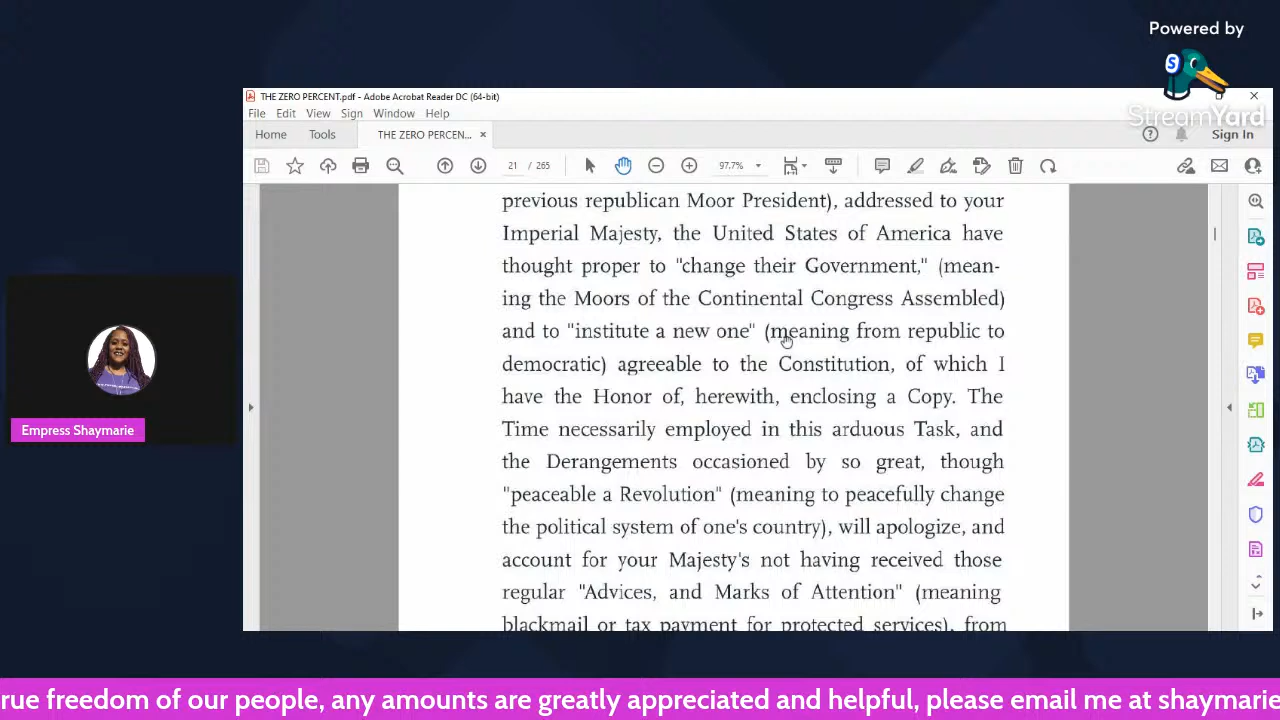 Powered by
StreamYard
THE ZERO PERCENT.pdf - Adobe Acrobat Reader DC (64-bit)
File Edit View Sign Window Help
Home Tools THE ZERO PERCEN... × Sign In
21 / 265 97.7%
previous republican Moor President), addressed to your
Imperial Majesty, the United States of America have
thought proper to "change their Government," (mean-
ing the Moors of the Continental Congress Assembled)
and to "institute a new one" (meaning from republic to
democratic) agreeable to the Constitution, of which I
have the Honor of, herewith, enclosing a Copy. The
Time necessarily employed in this arduous Task, and
the Derangements occasioned by so great, though
"peaceable a Revolution" (meaning to peacefully change
the political system of one's country), will apologize, and
account for your Majesty's not having received those
regular "Advices, and Marks of Attention" (meaning
blackmail or tax payment for protected services), from
Empress Shaymarie
rue freedom of our people, any amounts are greatly appreciated and helpful, please email me at shaymarie